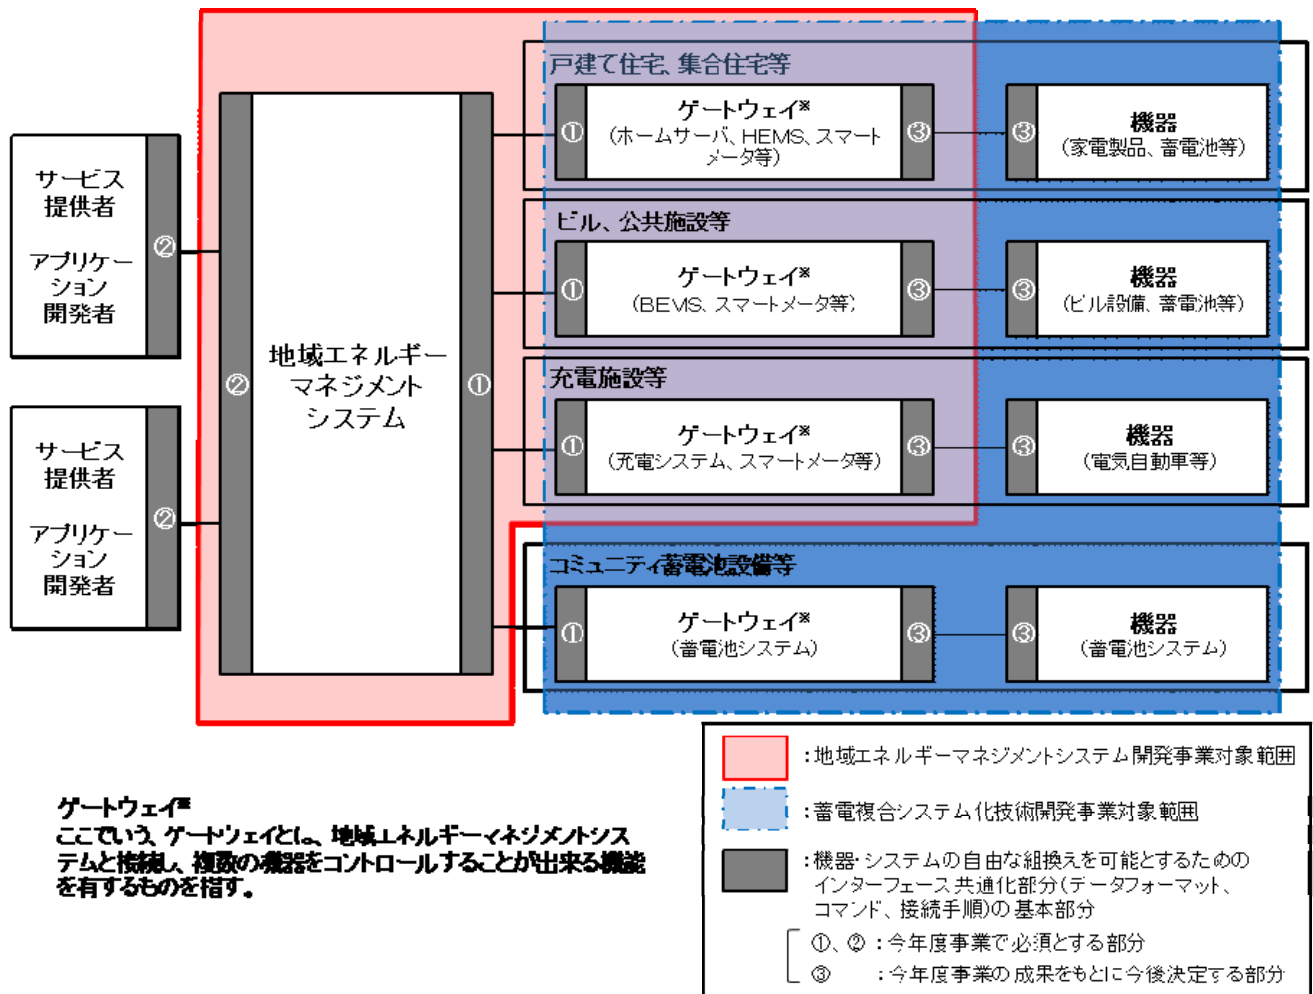 サービス
提供者
アプリケー
ション
開発者
②
サービス
提供者
アプリケー
ション
開発者
②
②
地域エネルギー
マネジメント
システム
①
戸建て住宅、集合住宅等
①
ゲートウェイ※
(ホームサーバ、HEMS、スマート
メータ等)
③
③
機器
(家電製品、蓄電池等)
ビル、公共施設等
①
ゲートウェイ※
(BEMS、スマートメータ等)
③
③
機器
(ビル設備、蓄電池等)
充電施設等
①
ゲートウェイ※
(充電システム、スマートメータ等)
③
③
機器
(電気自動車等)
コミュニティ蓄電池設備等
①
ゲートウェイ※
(蓄電池システム)
③
③
機器
(蓄電池システム)
ゲートウェイ※
ここでいう、ゲートウェイとは、地域エネルギーマネジメントシス
テムと接続し、複数の機器をコントロールすることが出来る機能
を有するものを指す。
:地域エネルギーマネジメントシステム開発事業対象範囲
:蓄電複合システム化技術開発事業対象範囲
:機器・システムの自由な組換えを可能とするための
インターフェース共通化部分(データフォーマット、
コマンド、接続手順)の基本部分
①、②:今年度事業で必須とする部分
③ :今年度事業の成果をもとに今後決定する部分